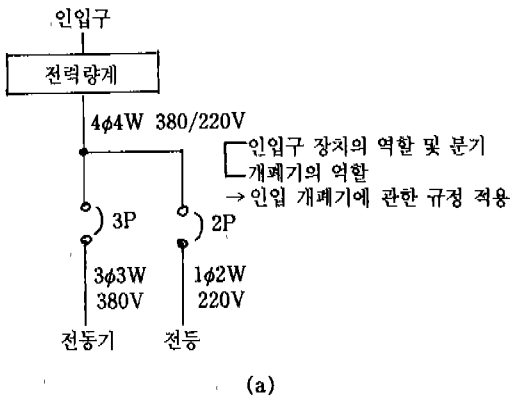 인입구
전력량계
4φ4W 380/220V
인입구 장치의 역할 및 분기
개폐기의 역할
→ 인입 개폐기에 관한 규정 적용
3P
2P
3φ3W
380V
1φ2W
220V
전동기
전등
(a)